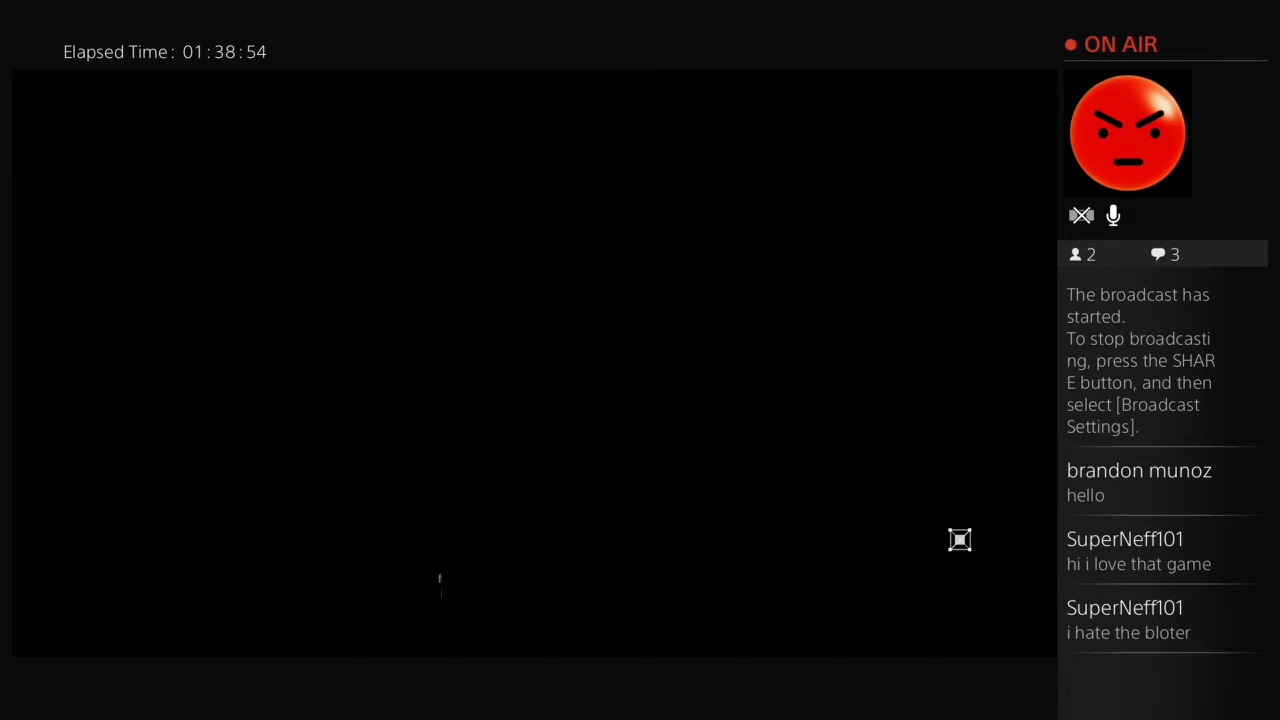 Elapsed Time: 01:38:54
ON AIR
2 3
The broadcast has
started.
To stop broadcasti
ng, press the SHAR
E button, and then
select [Broadcast
Settings].
brandon munoz
hello
SuperNeff101
hi i love that game
SuperNeff101
i hate the bloter